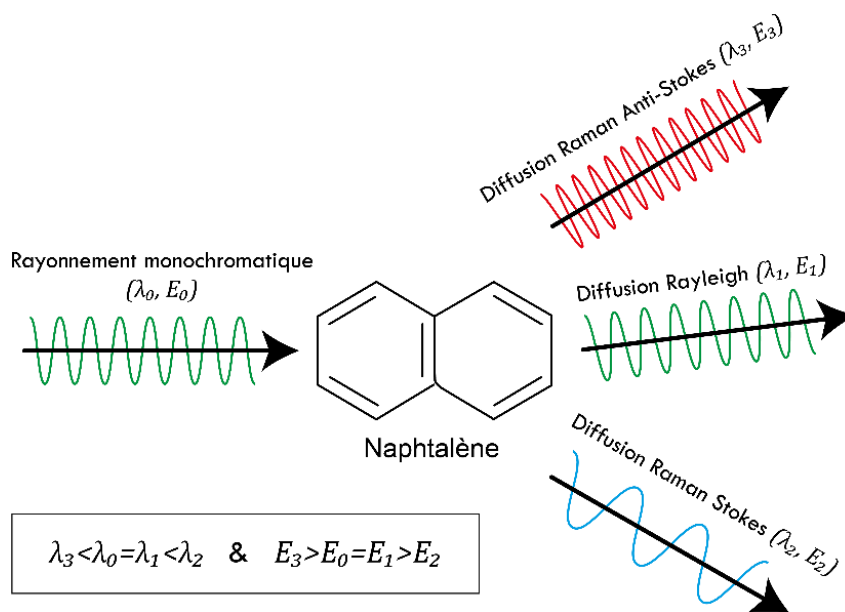 Diffusion Raman Anti-Stokes (λ3, E3)
Rayonnement monochromatique
(λ0, E0)
Diffusion Rayleigh (λ1, E1)
Naphtalène
Diffusion Raman Stokes (λ2, E2)
λ3<λ0=λ1<λ2 & E3>E0=E1>E2